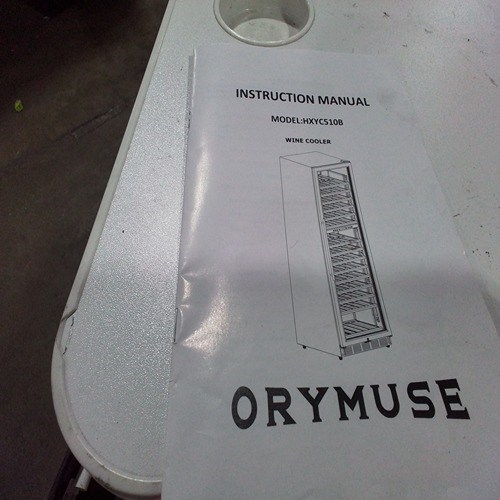 INSTRUCTION MANUAL
MODEL:HXYC510B
WINE COOLER
ORYMUSE